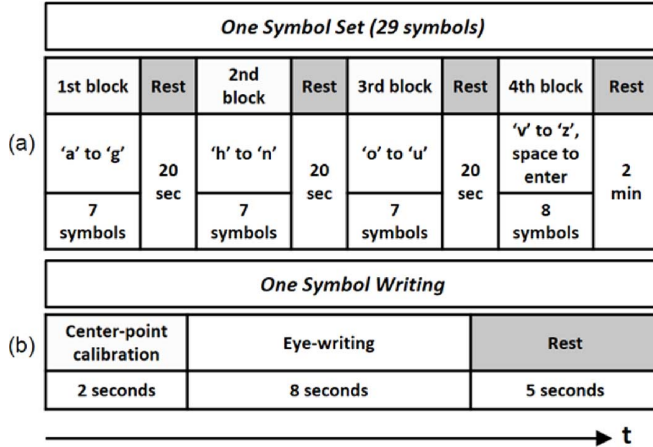 One Symbol Set (29 symbols)
1st block Rest 2nd block Rest 3rd block Rest 4th block Rest
(a)
‘a’ to ‘g’ 20 sec ‘h’ to ‘n’ 20 sec ‘o’ to ‘u’ 20 sec ‘v’ to ‘z’, space to enter 2 min
7 symbols 7 symbols 7 symbols 8 symbols
One Symbol Writing
(b)
Center-point calibration Eye-writing Rest
2 seconds 8 seconds 5 seconds
t